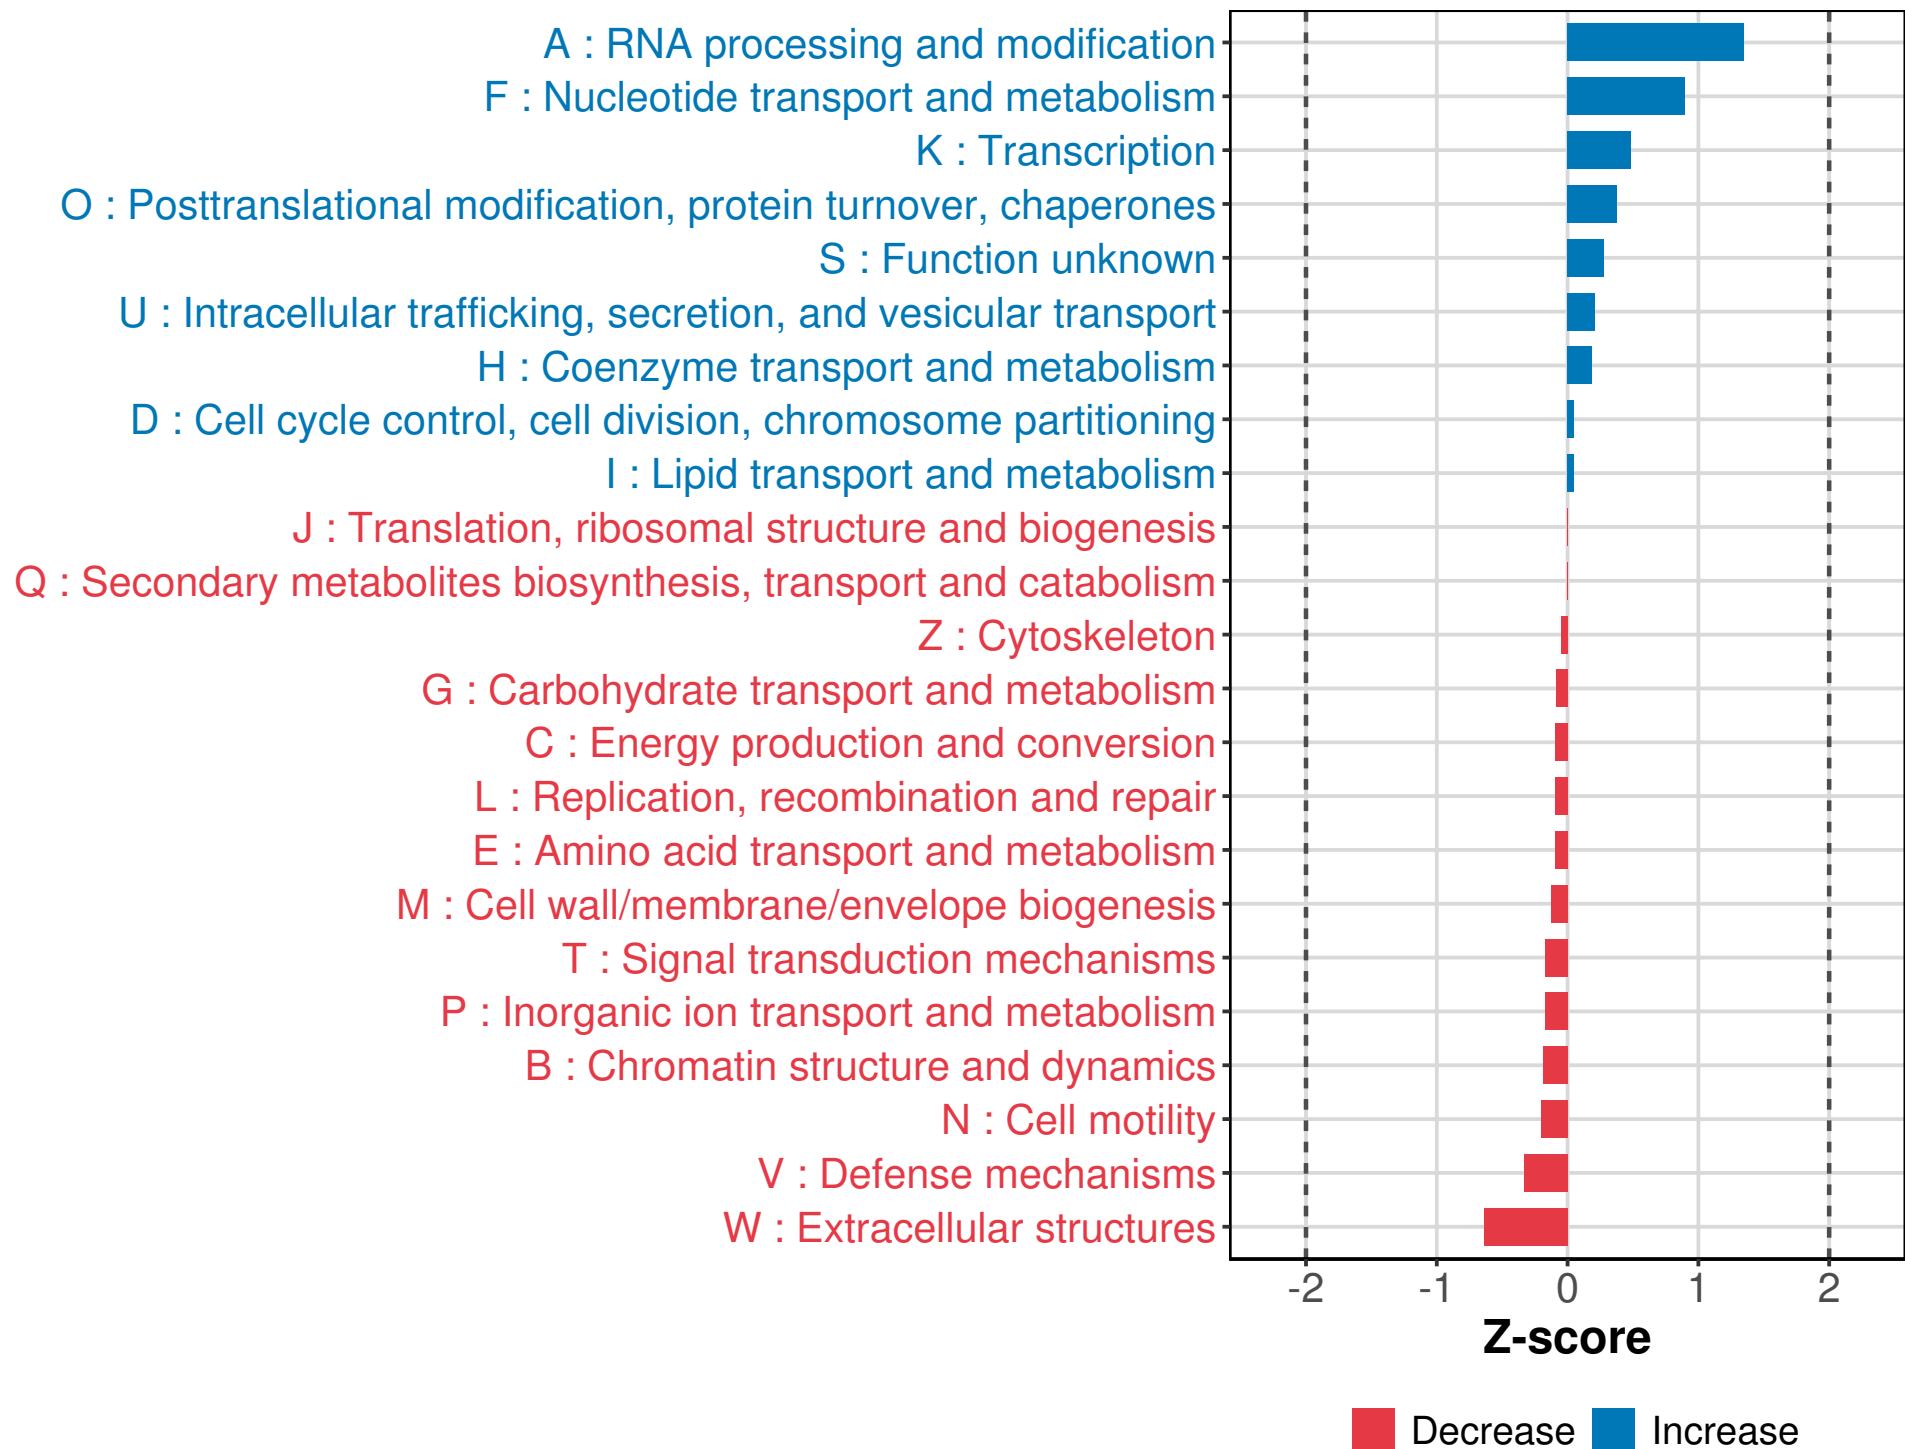 A : RNA processing and modification
F : Nucleotide transport and metabolism
K : Transcription
O : Posttranslational modification, protein turnover, chaperones
S : Function unknown
U : Intracellular trafficking, secretion, and vesicular transport
H : Coenzyme transport and metabolism
D : Cell cycle control, cell division, chromosome partitioning
I : Lipid transport and metabolism
J : Translation, ribosomal structure and biogenesis
Q : Secondary metabolites biosynthesis, transport and catabolism
Z : Cytoskeleton
G : Carbohydrate transport and metabolism
C : Energy production and conversion
L : Replication, recombination and repair
E : Amino acid transport and metabolism
M : Cell wall/membrane/envelope biogenesis
T : Signal transduction mechanisms
P : Inorganic ion transport and metabolism
B : Chromatin structure and dynamics
N : Cell motility
V : Defense mechanisms
W : Extracellular structures
-2 -1 0 1 2
Z-score
Decrease Increase